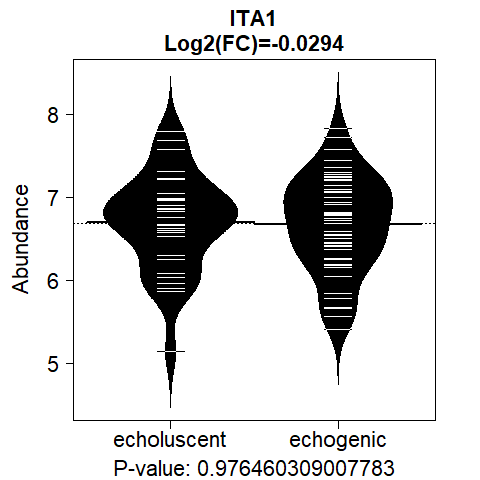 ITA1
Log2(FC)=-0.0294
Abundance
8
7
6
5
echoluscent echogenic
P-value: 0.976460309007783